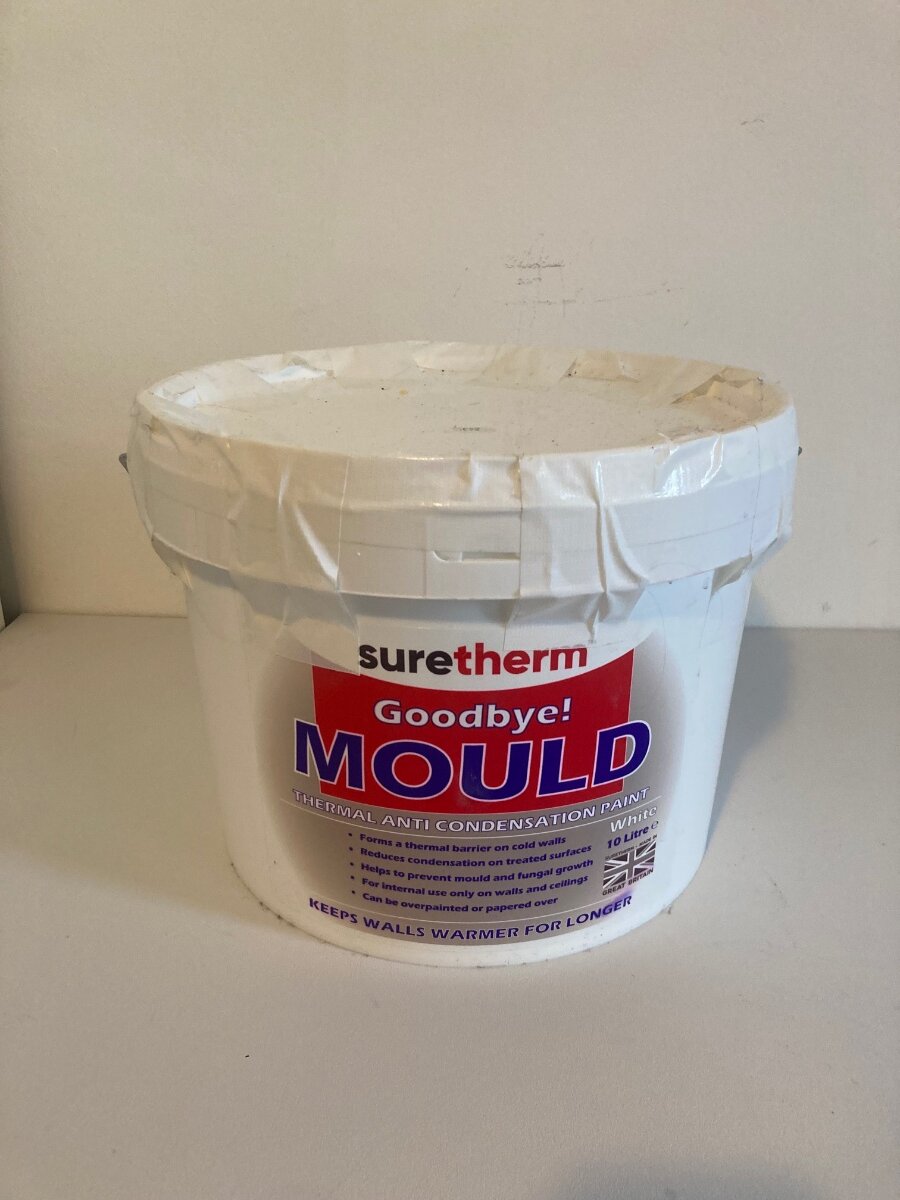 suretherm
Goodbye!
MOULD
THERMAL ANTI CONDENSATION PAINT
White
10 Litre e
• Forms a thermal barrier on cold walls
• Reduces condensation on treated surfaces
• Helps to prevent mould and fungal growth
• For internal use only on walls and ceilings
• Can be overpainted or papered over
GREAT BRITAIN
KEEPS WALLS WARMER FOR LONGER